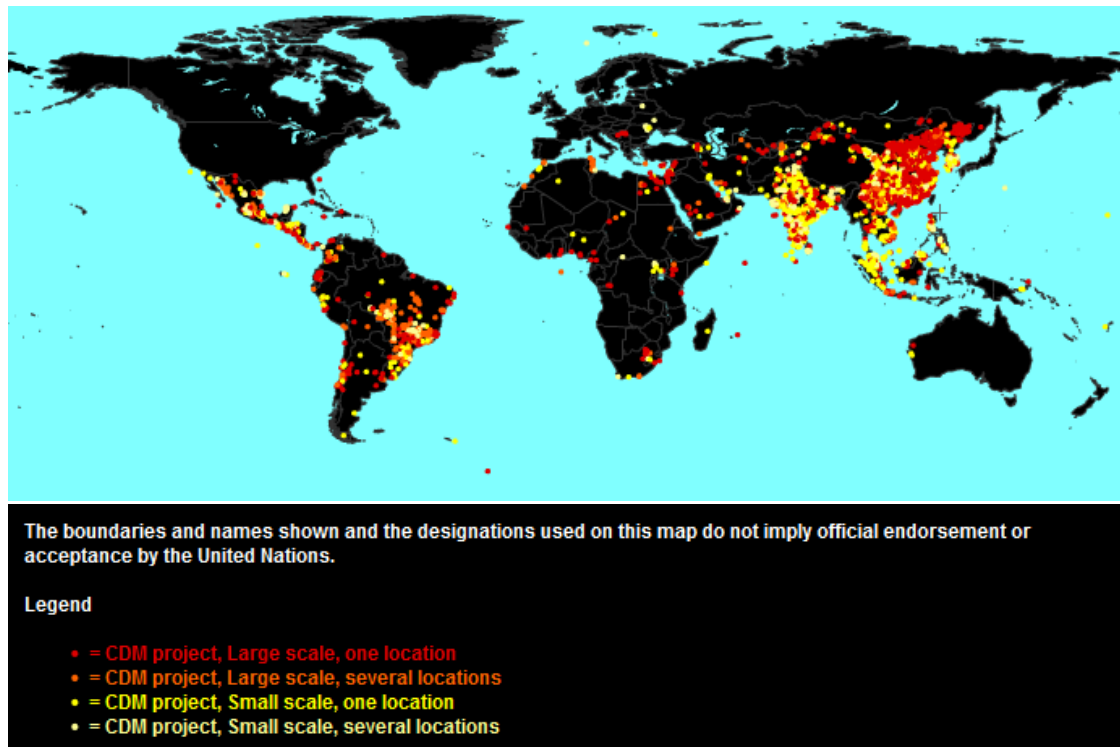 The boundaries and names shown and the designations used on this map do not imply official endorsement or
acceptance by the United Nations.
Legend
• = CDM project, Large scale, one location
• = CDM project, Large scale, several locations
• = CDM project, Small scale, one location
• = CDM project, Small scale, several locations